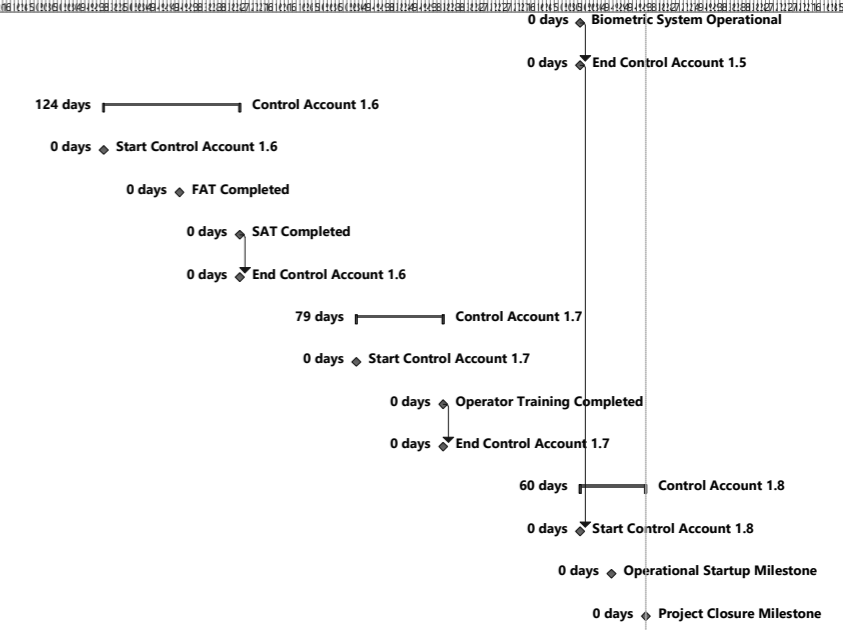 0 days Biometric System Operational
0 days End Control Account 1.5
124 days Control Account 1.6
0 days Start Control Account 1.6
0 days FAT Completed
0 days SAT Completed
0 days End Control Account 1.6
79 days Control Account 1.7
0 days Start Control Account 1.7
0 days Operator Training Completed
0 days End Control Account 1.7
60 days Control Account 1.8
0 days Start Control Account 1.8
0 days Operational Startup Milestone
0 days Project Closure Milestone